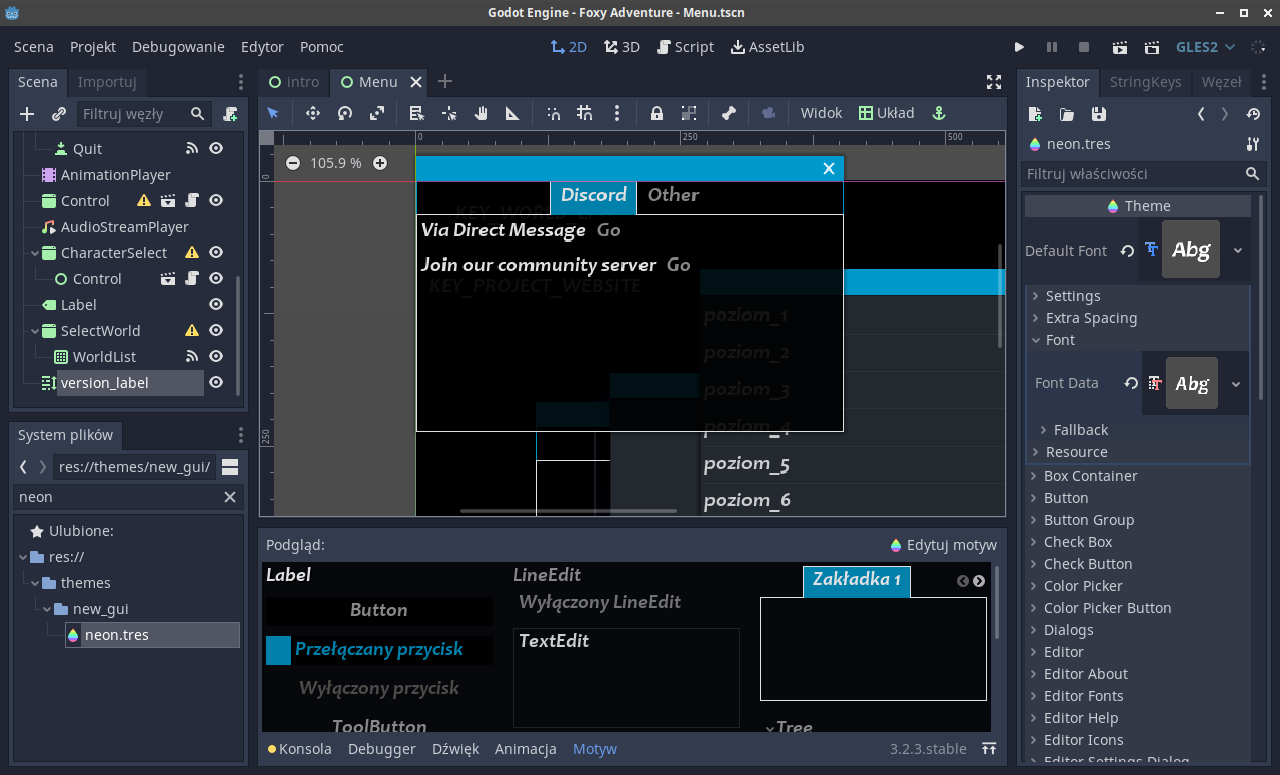 Godot Engine - Foxy Adventure - Menu.tscn
Scena Projekt Debugowanie Edytor Pomoc
2D 3D Script AssetLib
GLES2
Scena Importuj
Filtruj węzły
Quit
AnimationPlayer
Control
AudioStreamPlayer
CharacterSelect
Control
Label
SelectWorld
WorldList
version_label
System plików
res://themes/new_gui/
neon
Ulubione:
res://
themes
new_gui
neon.tres
intro Menu
Widok Układ
0 250 500
0
250
105.9 %
Discord Other
Via Direct Message Go
Join our community server Go
KEY_PROJECT_WEBSITE
poziom_1
poziom_2
poziom_3
poziom_4
poziom_5
poziom_6
Podgląd: Edytuj motyw
Label
Button
Przełączany przycisk
Wyłączony przycisk
ToolButton
LineEdit
Wyłączony LineEdit
TextEdit
Zakładka 1
Tree
Konsola Debugger Dźwięk Animacja Motyw 3.2.3.stable
Inspektor StringKeys Węzeł
neon.tres
Filtruj właściwości
Theme
Default Font Abg
Settings
Extra Spacing
Font
Font Data Abg
Fallback
Resource
Box Container
Button
Button Group
Check Box
Check Button
Color Picker
Color Picker Button
Dialogs
Editor
Editor About
Editor Fonts
Editor Help
Editor Icons
Editor Settings Dialog